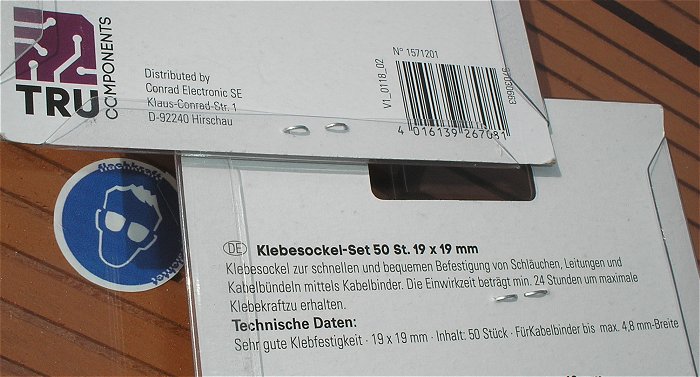 TRU
COMPONENTS
Distributed by
Conrad Electronic SE
Klaus-Conrad-Str. 1
D-92240 Hirschau
V1_0118_02
N° 1571201
4 016139 267081
flachkraft
DE Klebesockel-Set 50 St. 19 x 19 mm
Klebesockel zur schnellen und bequemen Befestigung von Schläuchen, Leitungen und
Kabelbündeln mittels Kabelbinder. Die Einwirkzeit beträgt min. 24 Stunden um maximale
Klebekraftzu erhalten.
Technische Daten:
Sehr gute Klebfestigkeit · 19 x 19 mm · Inhalt: 50 Stück · FürKabelbinder bis max. 4,8 mm-Breite